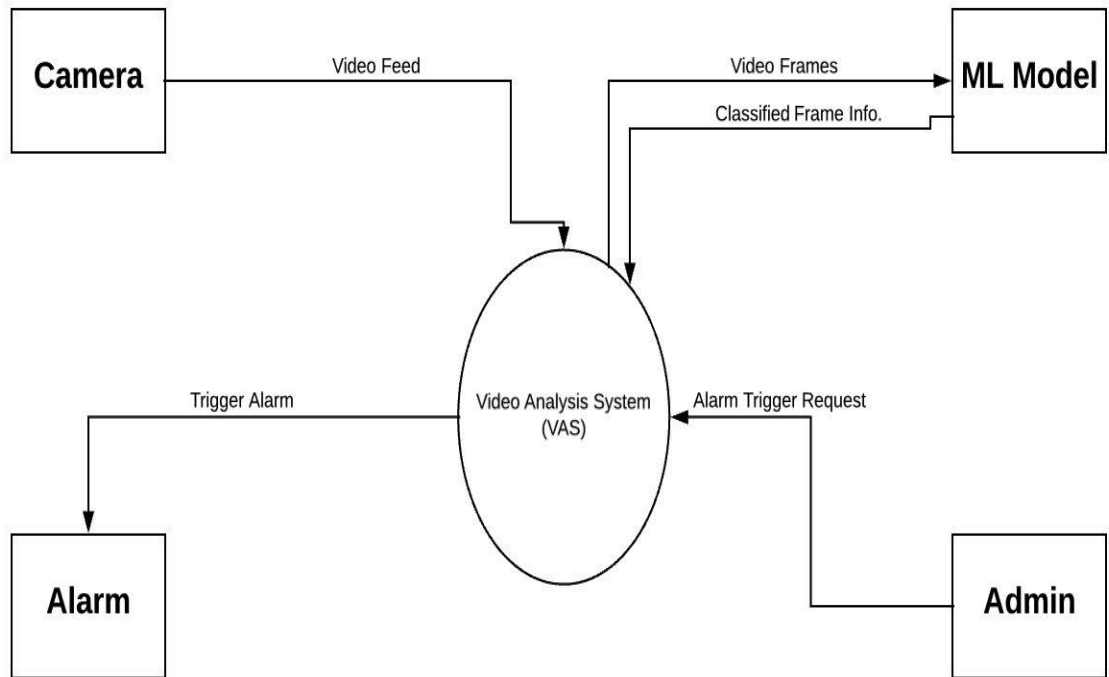 Camera
Video Feed
Video Frames
ML Model
Classified Frame Info.
Trigger Alarm
Video Analysis System
(VAS)
Alarm Trigger Request
Alarm
Admin